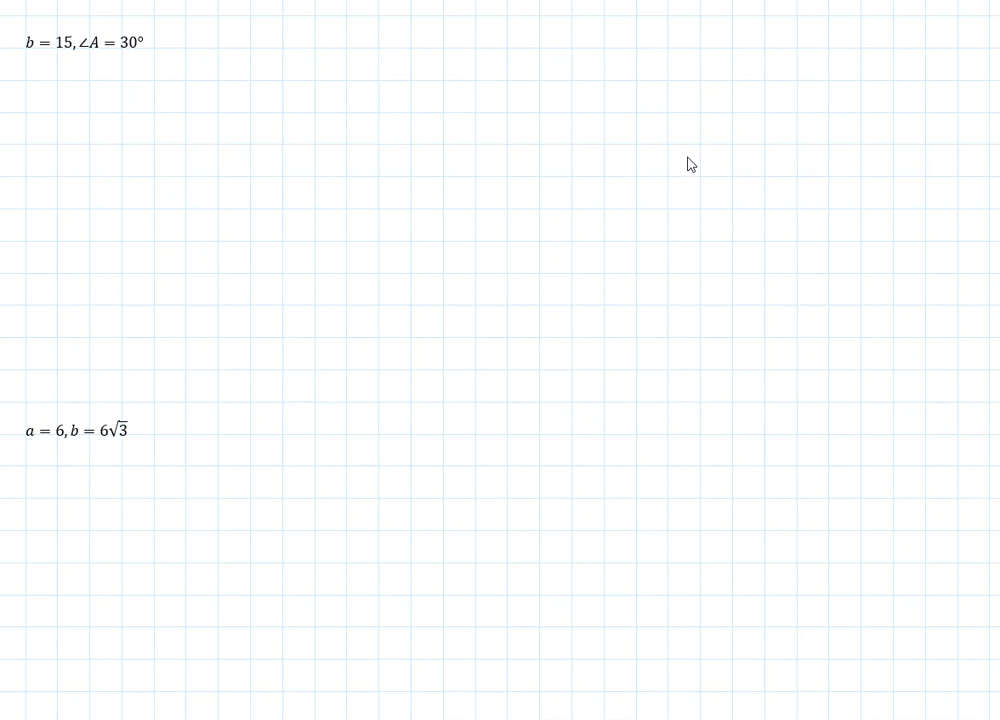 b = 15, ∠A = 30°
a = 6, b = 6√3